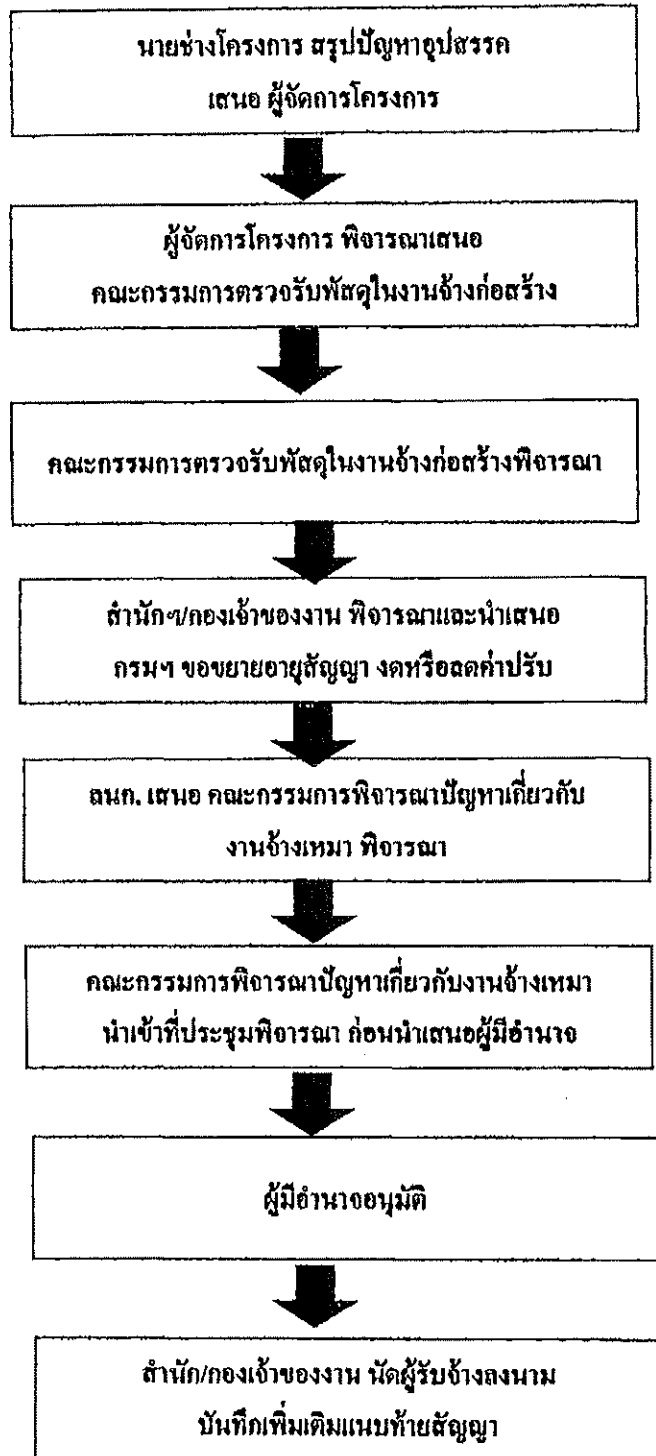 นายช่างโครงการ สรุปปัญหาอุปสรรค
เสนอ ผู้จัดการโครงการ
ผู้จัดการโครงการ พิจารณาเสนอ
คณะกรรมการตรวจรับพัสดุในงานจ้างก่อสร้าง
คณะกรรมการตรวจรับพัสดุในงานจ้างก่อสร้างพิจารณา
สำนักฯ/กองเจ้าของงาน พิจารณาและนำเสนอ
กรมฯ ขอขยายอายุสัญญา งดหรือลดค่าปรับ
ลนก. เสนอ คณะกรรมการพิจารณาปัญหาเกี่ยวกับ
งานจ้างเหมา พิจารณา
คณะกรรมการพิจารณาปัญหาเกี่ยวกับงานจ้างเหมา
นำเข้าที่ประชุมพิจารณา ก่อนนำเสนอผู้มีอำนาจ
ผู้มีอำนาจอนุมัติ
สำนัก/กองเจ้าของงาน นัดผู้รับจ้างลงนาม
บันทึกเพิ่มเติมแนบท้ายสัญญา